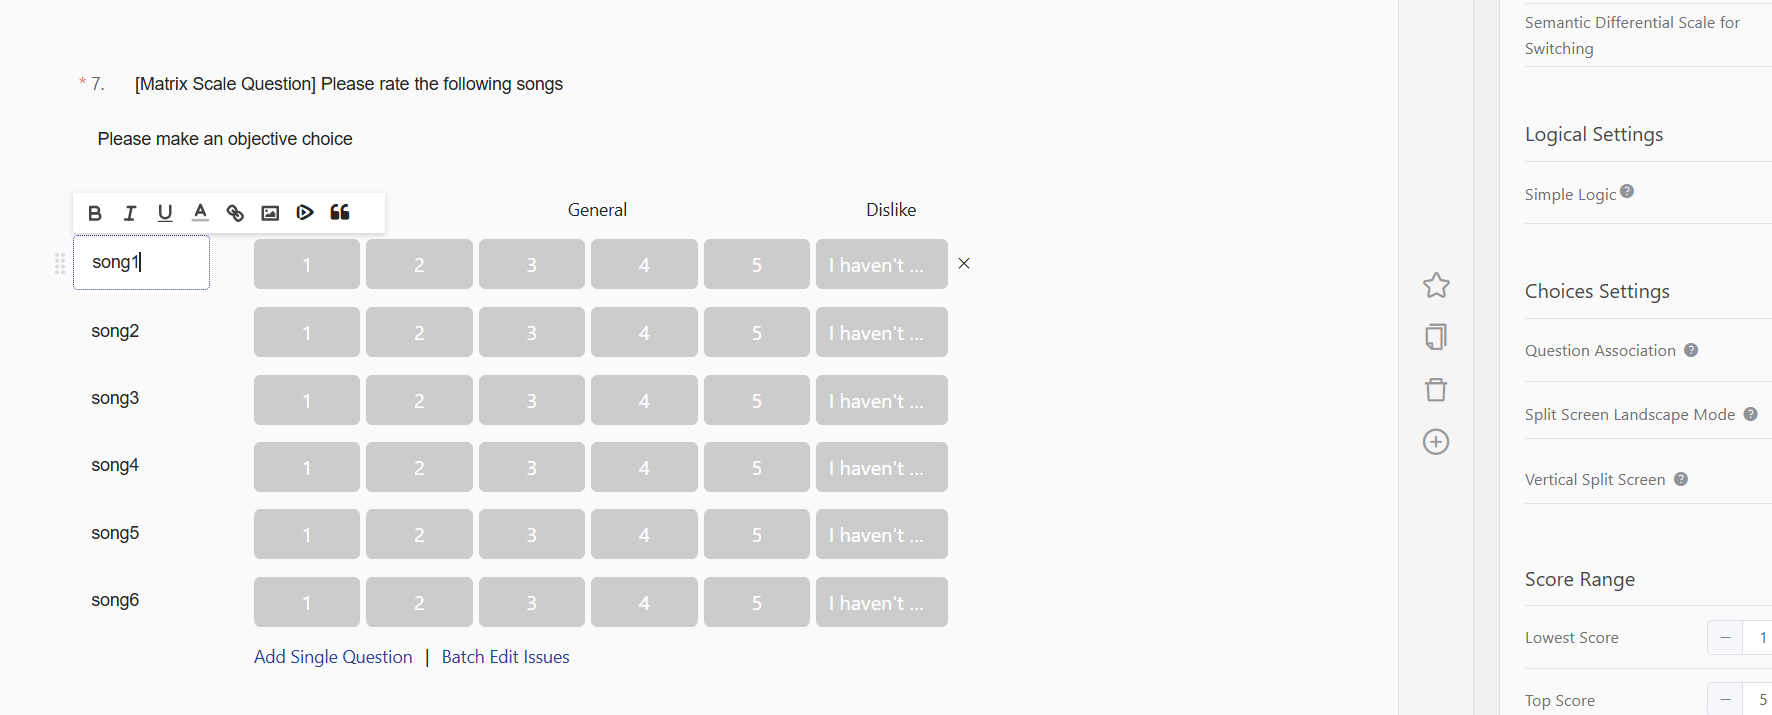 * 7. [Matrix Scale Question] Please rate the following songs
Please make an objective choice
B I U A
General Dislike
song1 1 2 3 4 5 I haven't ...
song2 1 2 3 4 5 I haven't ...
song3 1 2 3 4 5 I haven't ...
song4 1 2 3 4 5 I haven't ...
song5 1 2 3 4 5 I haven't ...
song6 1 2 3 4 5 I haven't ...
Add Single Question | Batch Edit Issues
Semantic Differential Scale for
Switching
Logical Settings
Simple Logic ?
Choices Settings
Question Association ?
Split Screen Landscape Mode ?
Vertical Split Screen ?
Score Range
Lowest Score − 1
Top Score − 5